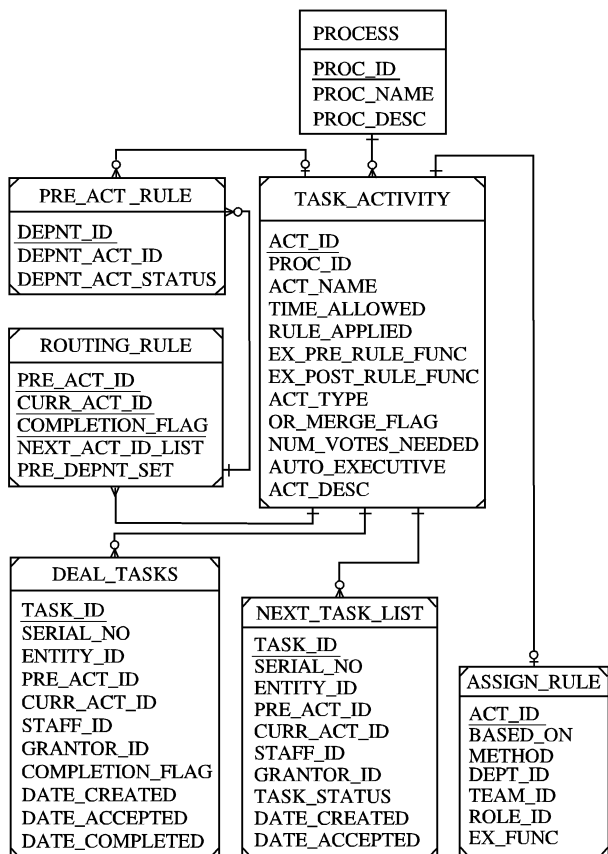 PROCESS
PROC_ID
PROC_NAME
PROC_DESC
PRE_ACT _RULE
DEPNT_ID
DEPNT_ACT_ID
DEPNT_ACT_STATUS
TASK_ACTIVITY
ACT_ID
PROC_ID
ACT_NAME
TIME_ALLOWED
RULE_APPLIED
EX_PRE_RULE_FUNC
EX_POST_RULE_FUNC
ACT_TYPE
OR_MERGE_FLAG
NUM_VOTES_NEEDED
AUTO_EXECUTIVE
ACT_DESC
ROUTING_RULE
PRE_ACT_ID
CURR_ACT_ID
COMPLETION_FLAG
NEXT_ACT_ID_LIST
PRE_DEPNT_SET
DEAL_TASKS
TASK_ID
SERIAL_NO
ENTITY_ID
PRE_ACT_ID
CURR_ACT_ID
STAFF_ID
GRANTOR_ID
COMPLETION_FLAG
DATE_CREATED
DATE_ACCEPTED
DATE_COMPLETED
NEXT_TASK_LIST
TASK_ID
SERIAL_NO
ENTITY_ID
PRE_ACT_ID
CURR_ACT_ID
STAFF_ID
GRANTOR_ID
TASK_STATUS
DATE_CREATED
DATE_ACCEPTED
ASSIGN_RULE
ACT_ID
BASED_ON
METHOD
DEPT_ID
TEAM_ID
ROLE_ID
EX_FUNC